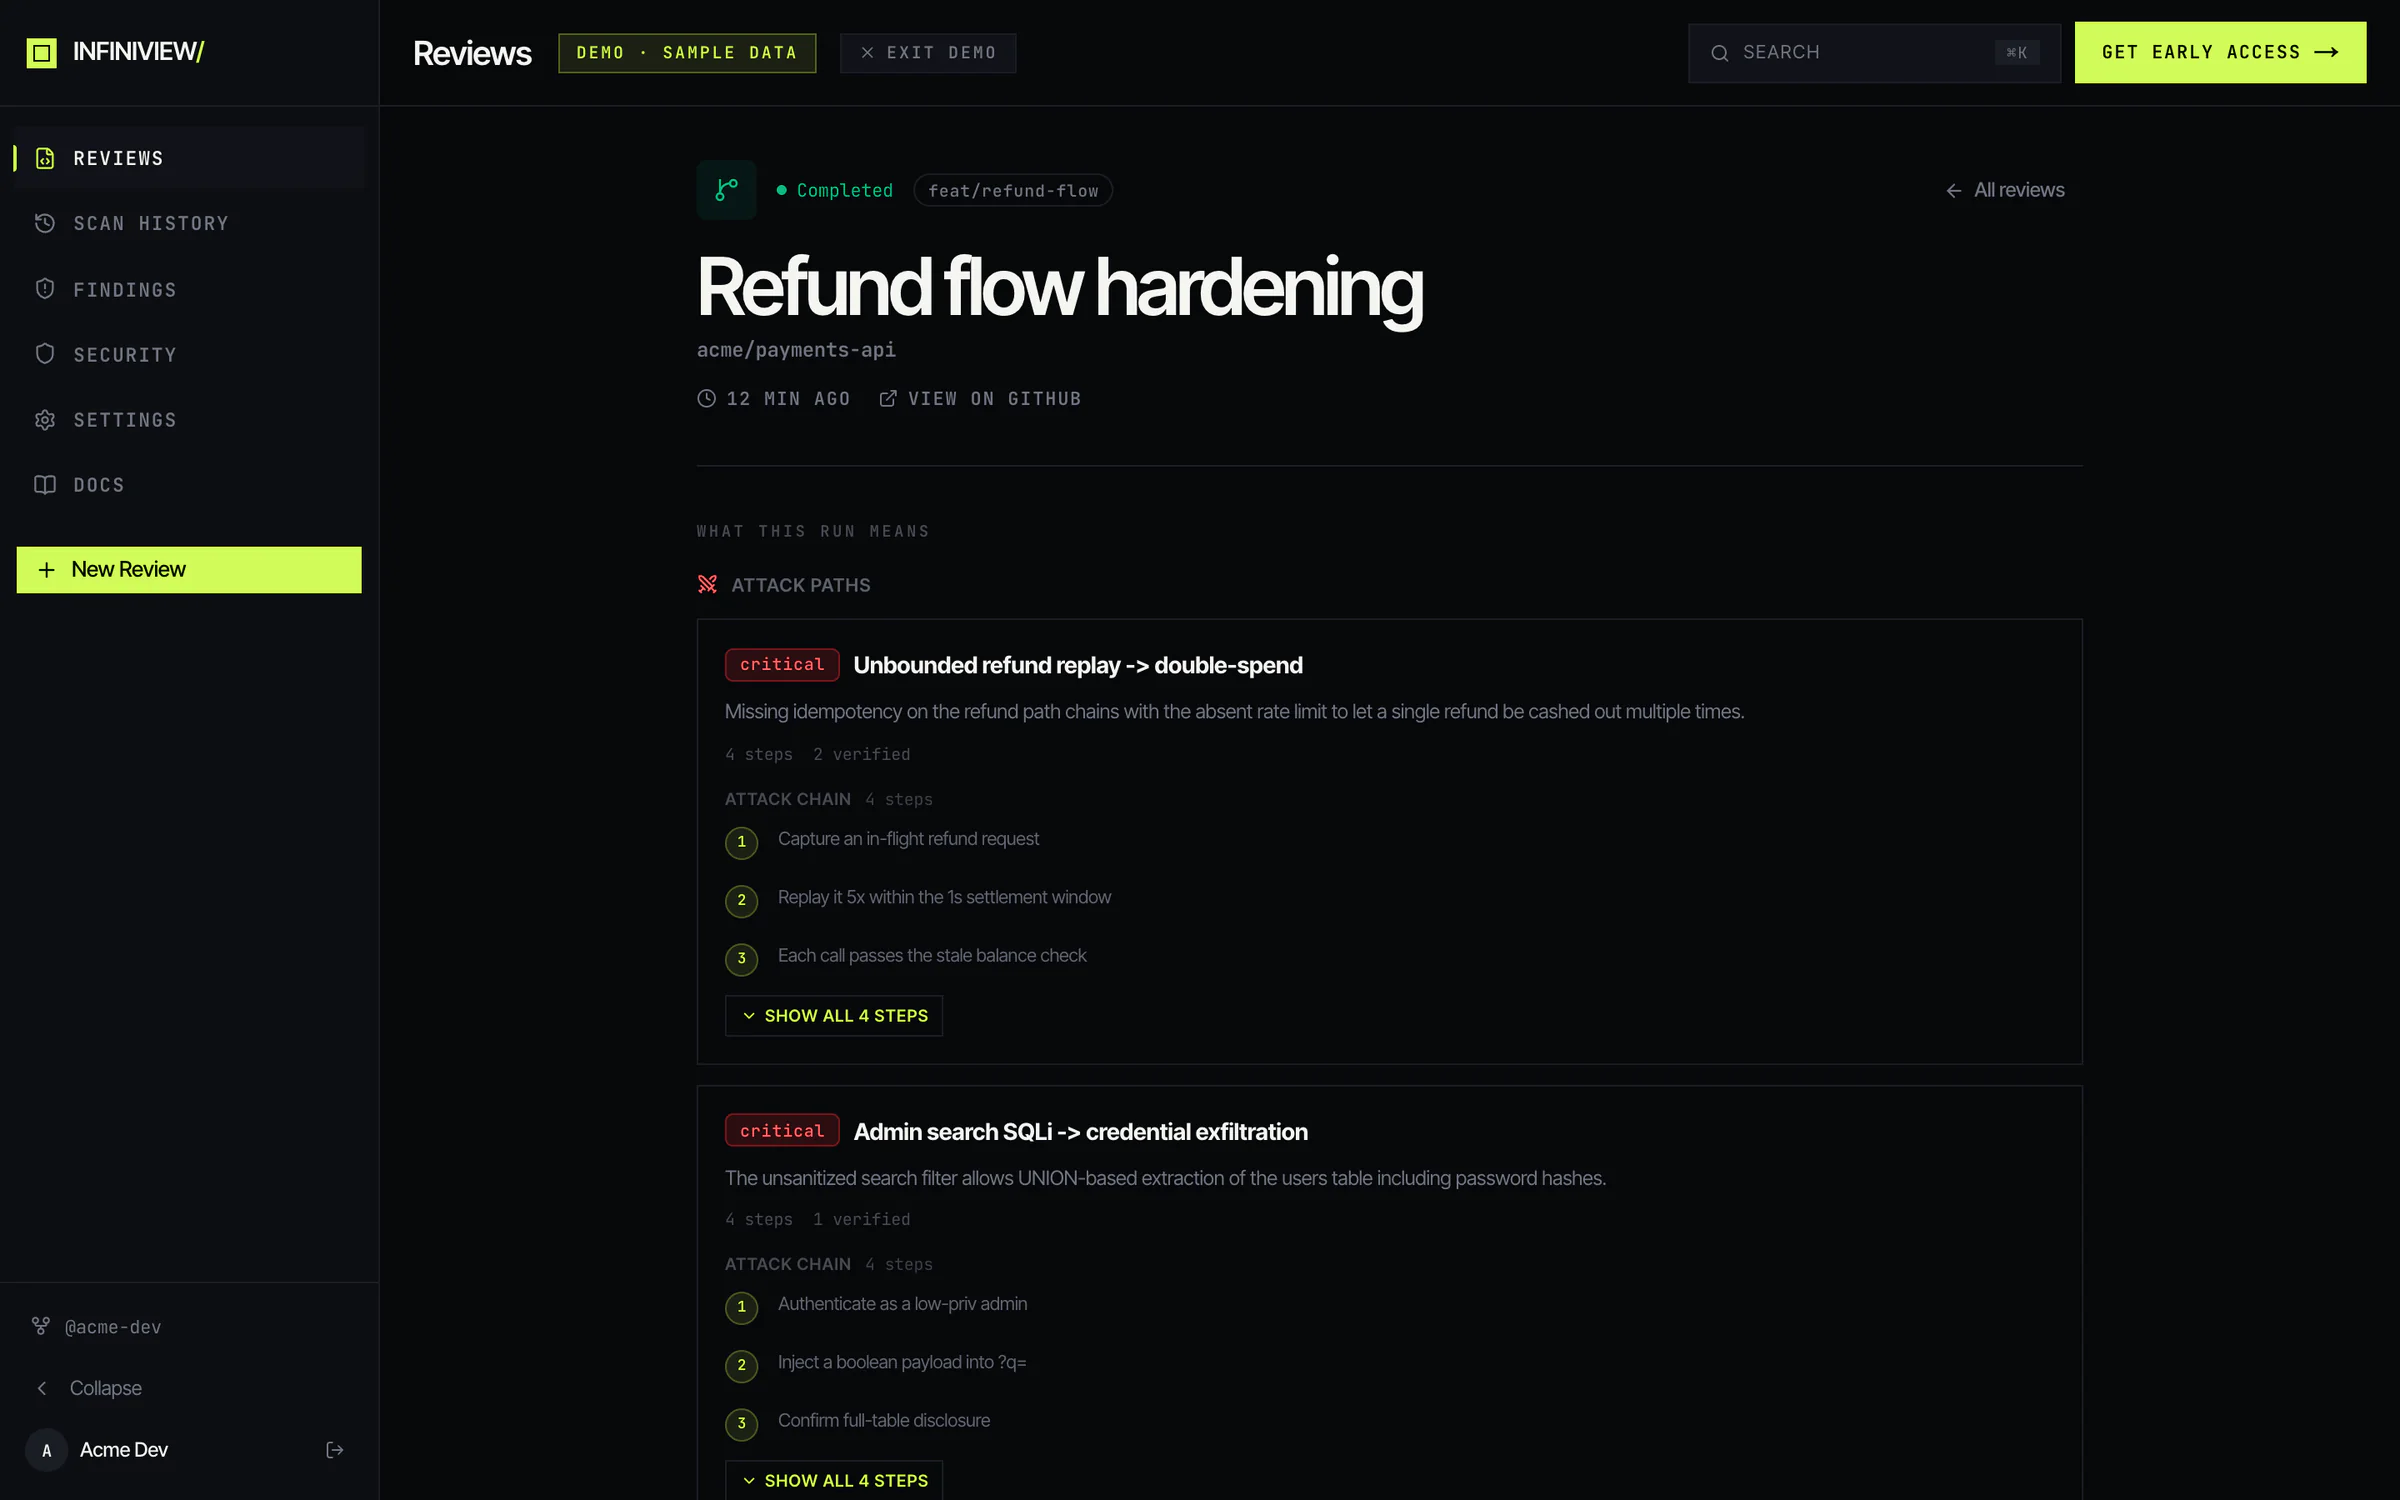 INFINIVIEW/
Reviews
DEMO · SAMPLE DATA
EXIT DEMO
SEARCH
⌘K
GET EARLY ACCESS
REVIEWS
SCAN HISTORY
FINDINGS
SECURITY
SETTINGS
DOCS
New Review
@acme-dev
Collapse
A
Acme Dev
Completed
feat/refund-flow
All reviews
Refund flow hardening
acme/payments-api
12 MIN AGO
VIEW ON GITHUB
WHAT THIS RUN MEANS
ATTACK PATHS
critical
Unbounded refund replay -> double-spend
Missing idempotency on the refund path chains with the absent rate limit to let a single refund be cashed out multiple times.
4 steps 2 verified
ATTACK CHAIN 4 steps
1 Capture an in-flight refund request
2 Replay it 5x within the 1s settlement window
3 Each call passes the stale balance check
SHOW ALL 4 STEPS
critical
Admin search SQLi -> credential exfiltration
The unsanitized search filter allows UNION-based extraction of the users table including password hashes.
4 steps 1 verified
ATTACK CHAIN 4 steps
1 Authenticate as a low-priv admin
2 Inject a boolean payload into ?q=
3 Confirm full-table disclosure
SHOW ALL 4 STEPS